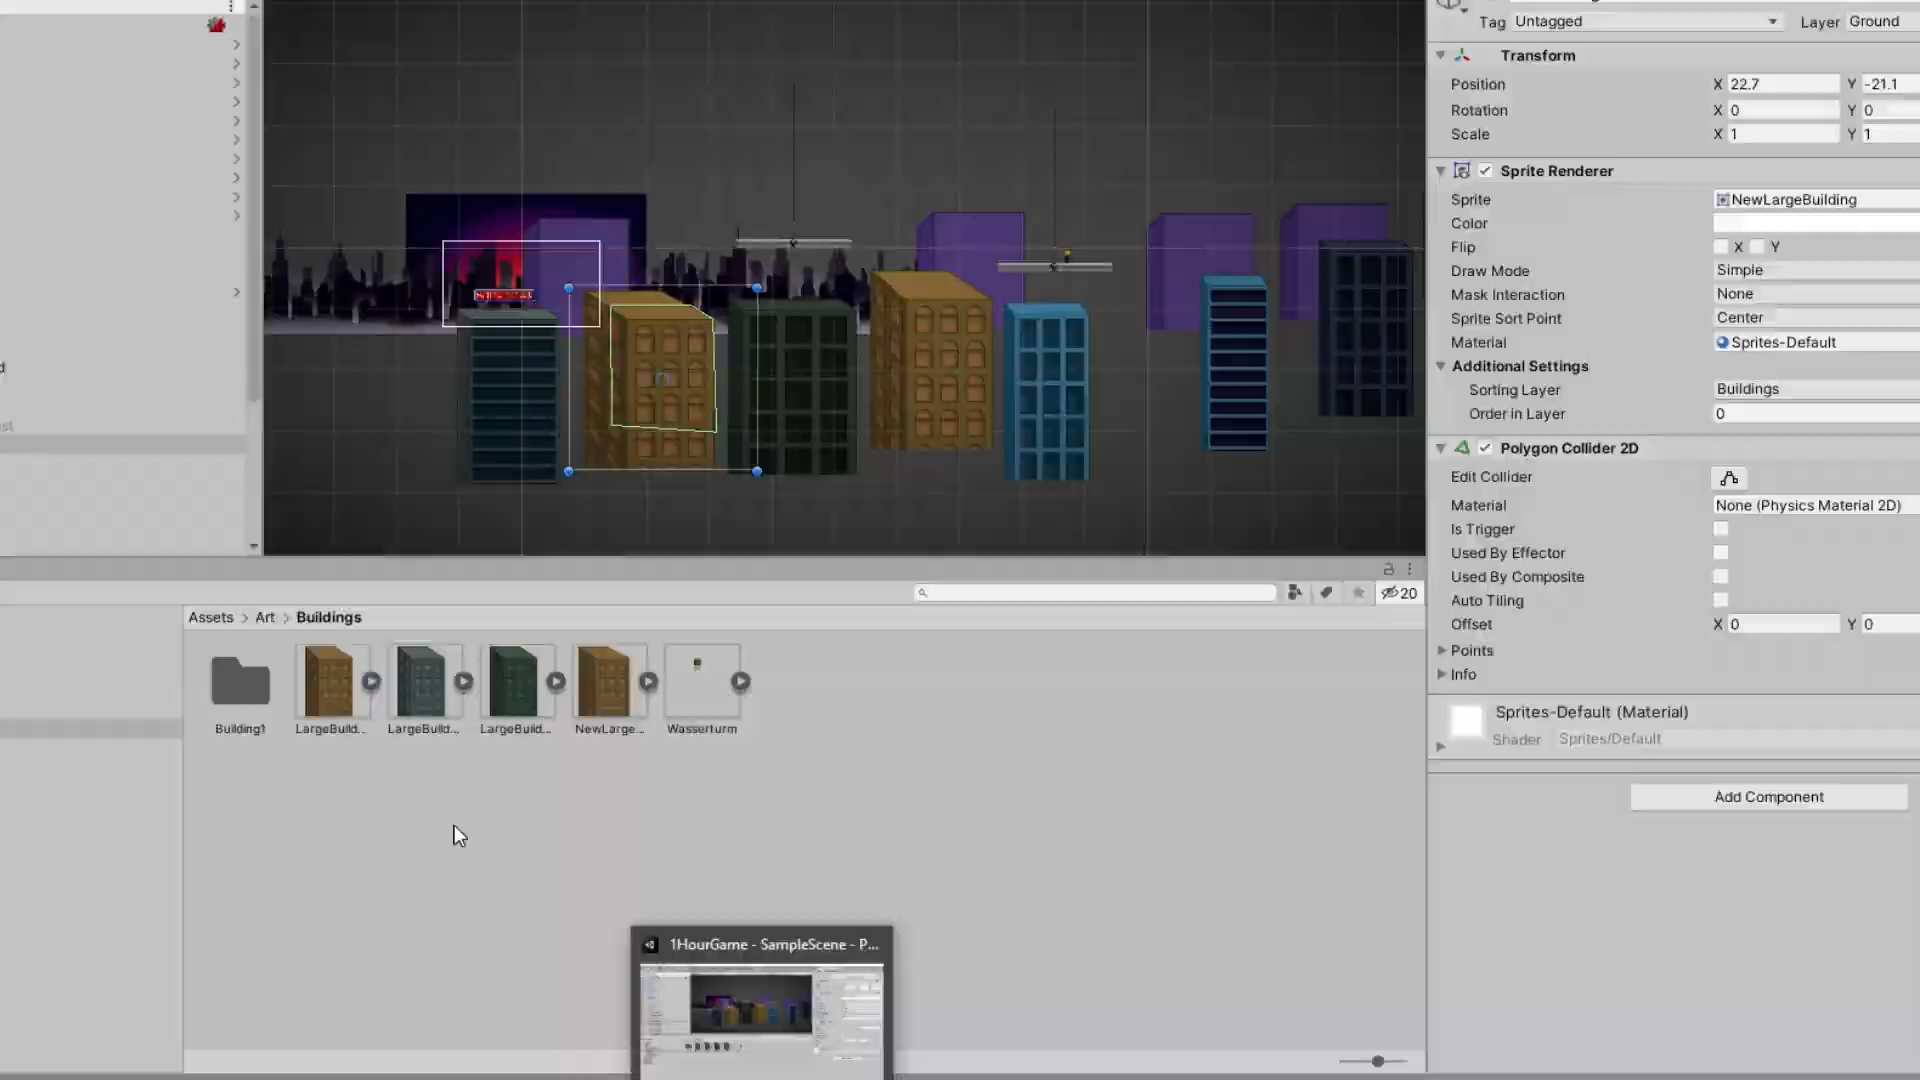 Tag Untagged Layer Ground
Transform
Position X 22.7 Y -21.1
Rotation X 0 Y 0
Scale X 1 Y 1
Sprite Renderer
Sprite NewLargeBuilding
Color
Flip X Y
Draw Mode Simple
Mask Interaction None
Sprite Sort Point Center
Material Sprites-Default
Additional Settings
Sorting Layer Buildings
Order in Layer 0
Polygon Collider 2D
Edit Collider
Material None (Physics Material 2D)
Is Trigger
Used By Effector
Used By Composite
Auto Tiling
Offset X 0 Y 0
Points
Info
Sprites-Default (Material)
Shader Sprites/Default
Add Component
20
Assets > Art > Buildings
Building1
LargeBuild...
LargeBuild...
LargeBuild...
NewLarge...
Wasserturm
1HourGame - SampleScene - P...